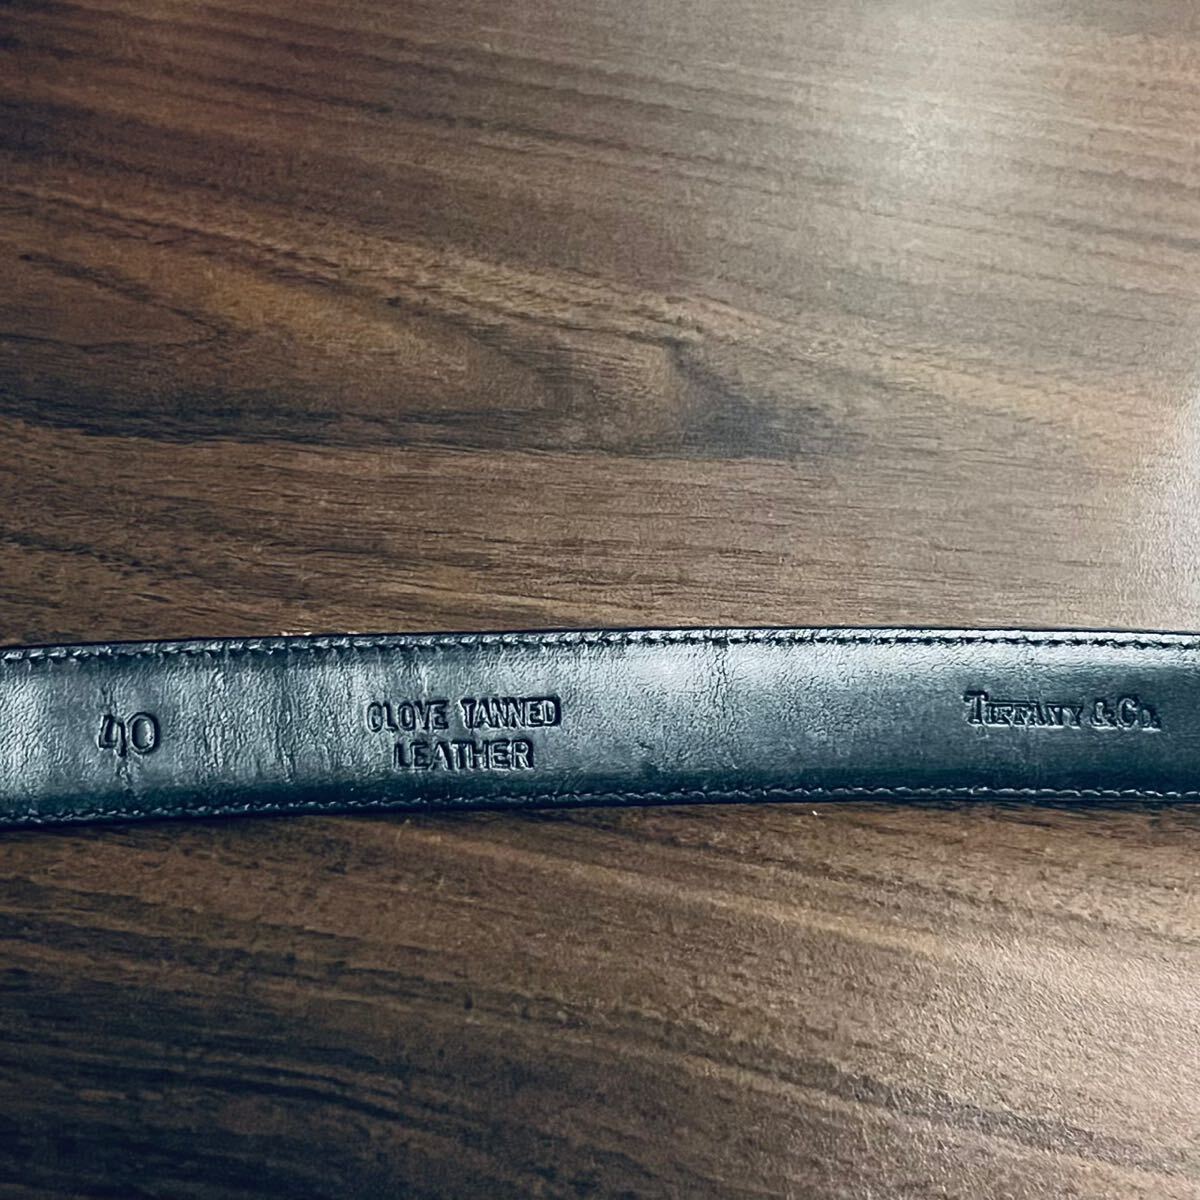 40
GLOVE TANNED
LEATHER
TIFFANY & CO.